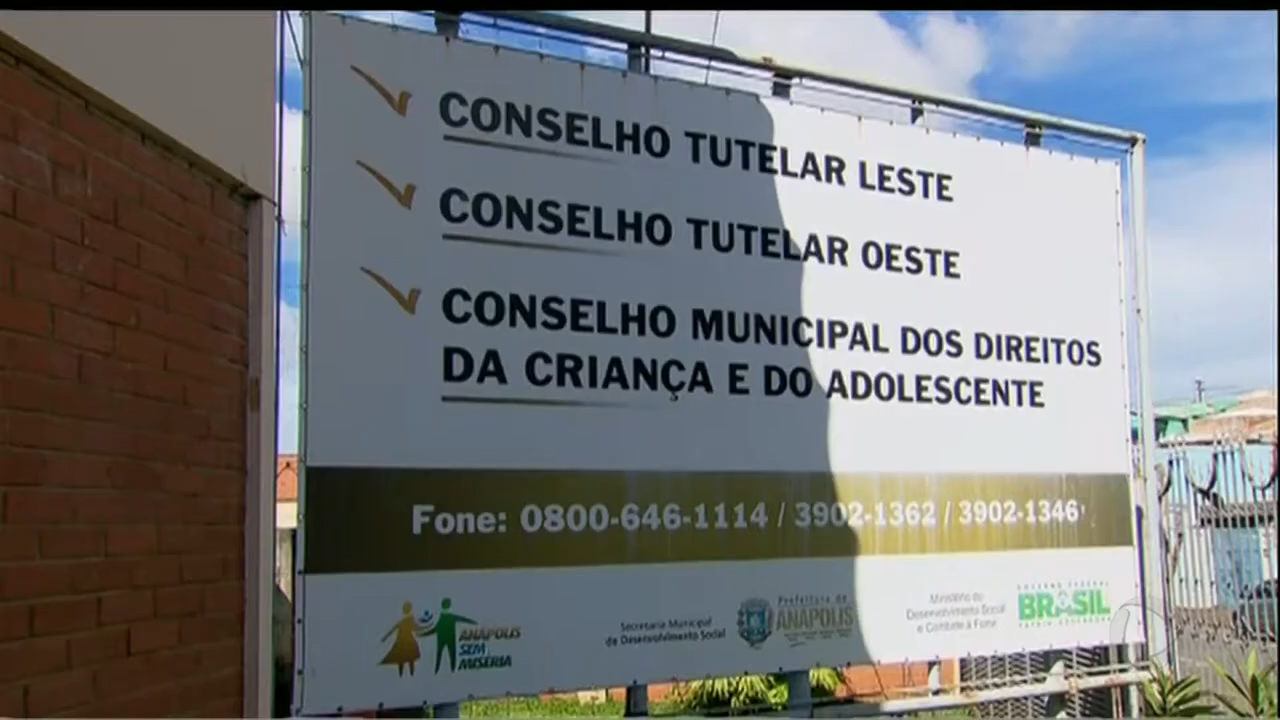 CONSELHO TUTELAR LESTE
CONSELHO TUTELAR OESTE
CONSELHO MUNICIPAL DOS DIREITOS
DA CRIANÇA E DO ADOLESCENTE
Fone: 0800-646-1114 / 3902-1362 / 3902-1346
ANÁPOLIS
SEM
MISÉRIA
Secretaria Municipal
de Desenvolvimento Social
Prefeitura de
ANÁPOLIS
Ministério do
Desenvolvimento Social
e Combate à Fome
GOVERNO FEDERAL
BRASIL